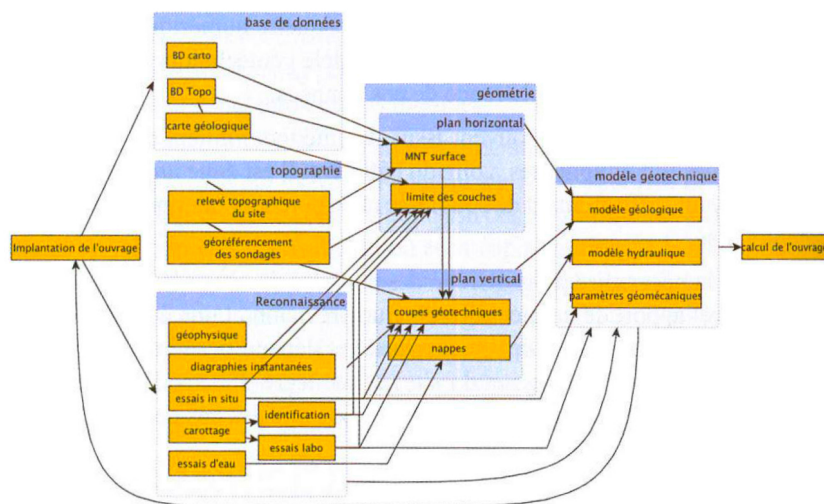 base de données
BD carto
BD Topo
carte géologique
topographie
relevé topographique
du site
géoréférencement
des sondages
Implantation de l'ouvrage
Reconnaissance
géophysique
diagraphies instantanées
essais in situ
carottage
identification
essais labo
essais d'eau
géométrie
plan horizontal
MNT surface
limite des couches
plan vertical
coupes géotechniques
nappes
modèle géotechnique
modèle géologique
modèle hydraulique
paramètres géomécaniques
calcul de l'ouvrage